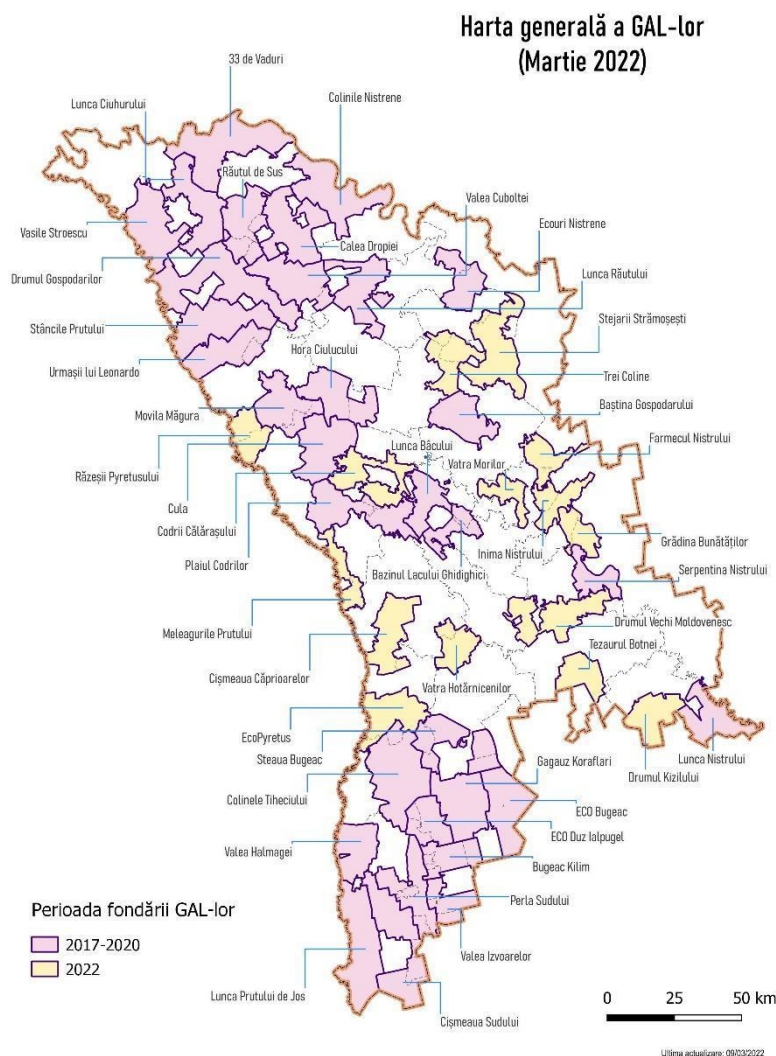 Harta generală a GAL-lor
(Martie 2022)
33 de Vaduri
Lunca Ciuhurului
Colinile Nistrene
Răutul de Sus
Valea Cuboltei
Ecouri Nistrene
Vasile Stroescu
Calea Dropiei
Drumul Gospodarilor
Lunca Răutului
Stejarii Strămoșești
Stâncile Prutului
Hora Ciulucului
Urmașii lui Leonardo
Trei Coline
Movila Măgura
Baștina Gospodarului
Lunca Bâcului
Farmecul Nistrului
Răzeșii Pyretusului
Vatra Morilor
Cula
Codrii Călărașului
Inima Nistrului
Grădina Bunătăților
Plaiul Codrilor
Bazinul Lacului Ghidighici
Serpentina Nistrului
Meleagurile Prutului
Drumul Vechi Moldovenesc
Tezaurul Botnei
Cișmeaua Căprioarelor
Vatra Hotărnicenilor
EcoPyretus
Steaua Bugeac
Lunca Nistrului
Gagauz Koraflari
Drumul Kizilului
Colinele Tiheciului
ECO Bugeac
ECO Duz Ialpugel
Valea Halmagei
Bugeac Kilim
Perla Sudului
Perioada fondării GAL-lor
2017-2020
2022
Valea Izvoarelor
Lunca Prutului de Jos
Cișmeaua Sudului
0 25 50 km
Ultima actualizare: 09/03/2022